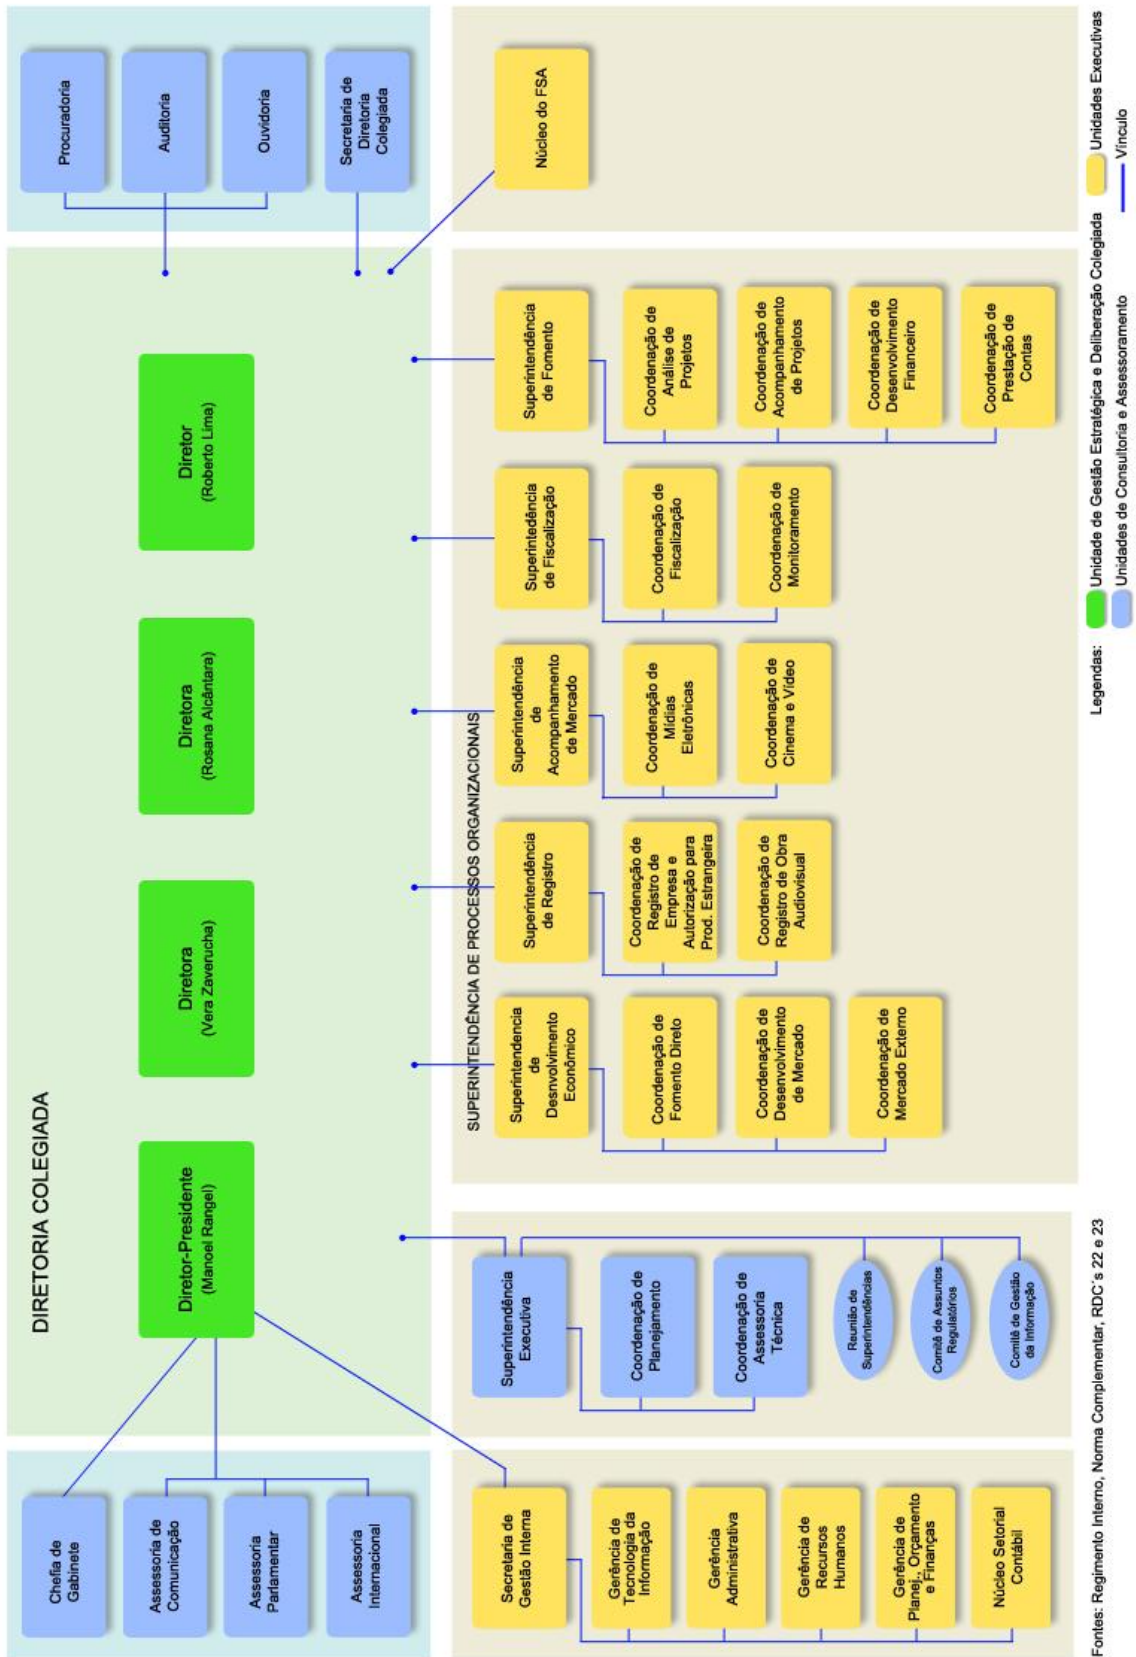 DIRETORIA COLEGIADA
Chefia de
Gabinete
Assessoria de
Comunicação
Assessoria
Parlamentar
Assessoria
Internacional
Diretor-Presidente
(Manoel Rangel)
Diretora
(Vera Zaverucha)
Diretora
(Rosana Alcântara)
Diretor
(Roberto Lima)
Procuradoria
Auditoria
Ouvidoria
Secretaria de
Diretoria
Colegiada
Secretaria de
Gestão Interna
Gerência de
Tecnologia da
Informação
Gerência
Administrativa
Gerência de
Recursos
Humanos
Gerência de
Planej., Orçamento
e Finanças
Núcleo Setorial
Contábil
Superintendência
Executiva
Coordenação de
Planejamento
Coordenação de
Assessoria
Técnica
Reunião de
Superintendências
Comitê de Assuntos
Regulatórios
Comitê de Gestão
da Informação
SUPERINTENDÊNCIA DE PROCESSOS ORGANIZACIONAIS
Superintendencia
de
Desnvolvimento
Econômico
Coordenação de
Fomento Direto
Coordenação de
Desenvolvimento
de Mercado
Coordenação de
Mercado Externo
Superintendência
de Registro
Coordenação de
Registro de
Empresa e
Autorização para
Prod. Estrangeira
Coordenação de
Registro de Obra
Audiovisual
Superintendência
de
Acompanhamento
de Mercado
Coordenação de
Mídias
Eletrônicas
Coordenação de
Cinema e Vídeo
Superintedência
de Fiscalização
Coordenação de
Fiscalização
Coordenação de
Monitoramento
Superintendência
de Fomento
Coordenação de
Análise de
Projetos
Coordenação de
Acompanhamento
de Projetos
Coordenação de
Desenvolvimento
Financeiro
Coordenação de
Prestação de
Contas
Núcleo do FSA
Fontes: Regimento Interno, Norma Complementar, RDC´s 22 e 23
Legendas:
Unidade de Gestão Estratégica e Deliberação Colegiada
Unidades Executivas
Unidades de Consultoria e Assessoramento
Vínculo